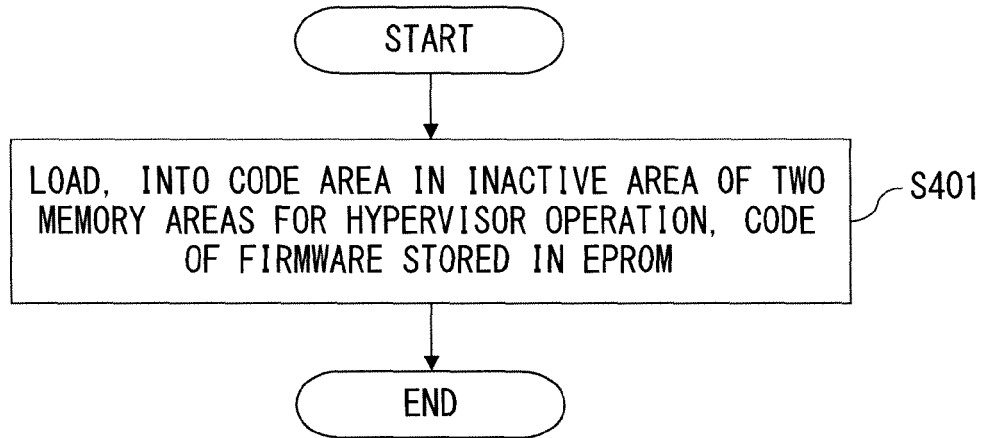 START
LOAD, INTO CODE AREA IN INACTIVE AREA OF TWO
MEMORY AREAS FOR HYPERVISOR OPERATION, CODE
OF FIRMWARE STORED IN EPROM
S401
END